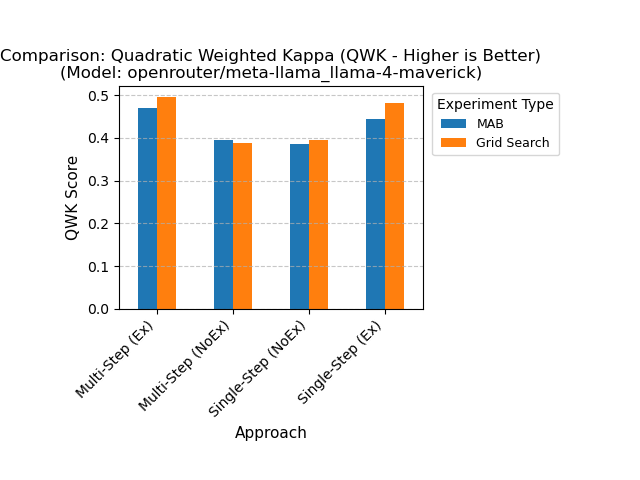 Comparison: Quadratic Weighted Kappa (QWK - Higher is Better)
(Model: openrouter/meta-llama_llama-4-maverick)
Experiment Type
MAB
Grid Search
QWK Score
0.5
0.4
0.3
0.2
0.1
0.0
Multi-Step (Ex)
Multi-Step (NoEx)
Single-Step (NoEx)
Single-Step (Ex)
Approach